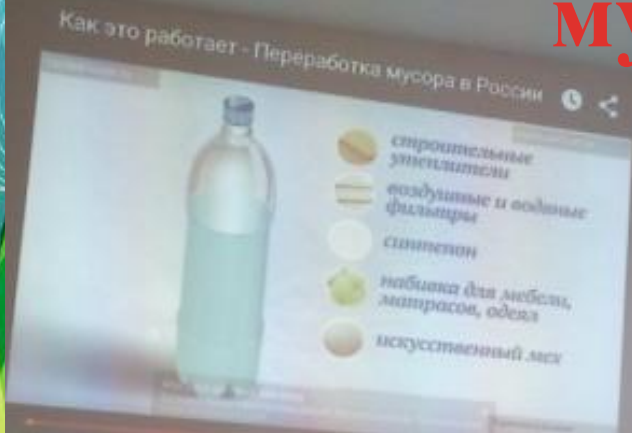 му
Как это работает - Переработка мусора в России
строительные
утеплители
воздушные и водяные
фильтры
синтепон
набивка для мебели,
матрасов, одеял
искусственный мех